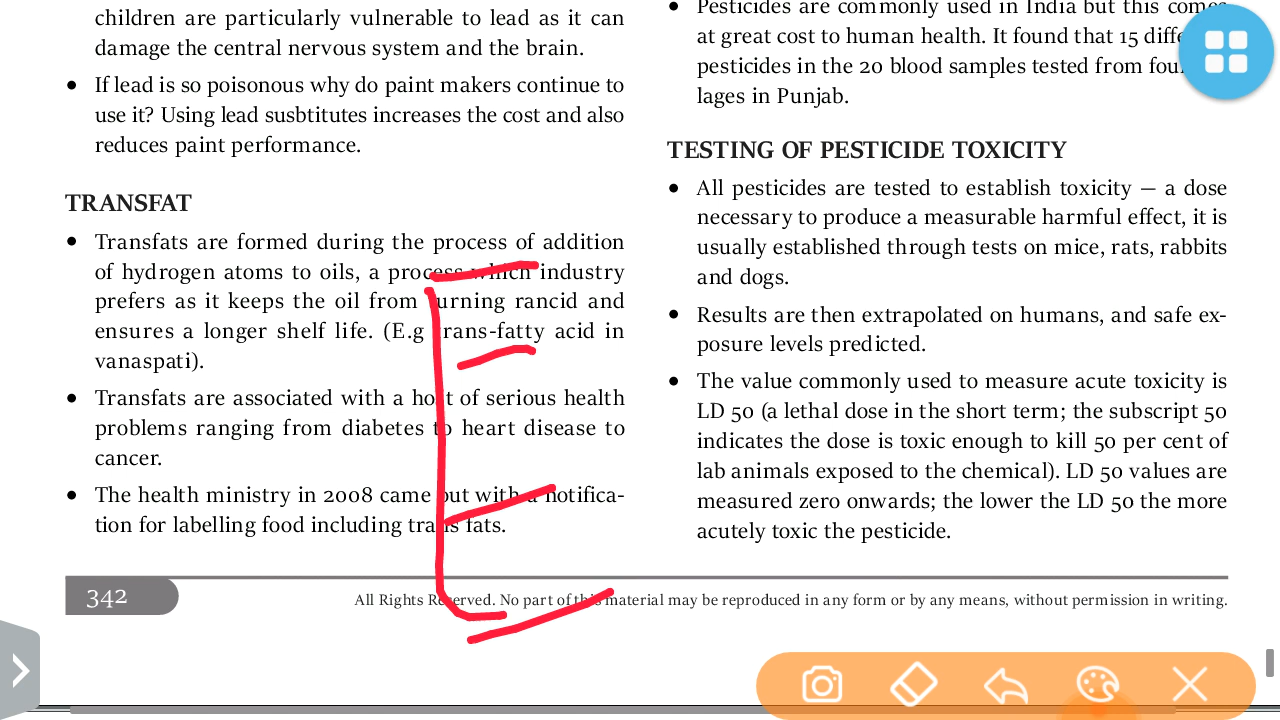 children are particularly vulnerable to lead as it can
damage the central nervous system and the brain.
• If lead is so poisonous why do paint makers continue to
use it? Using lead susbtitutes increases the cost and also
reduces paint performance.
TRANSFAT
• Transfats are formed during the process of addition
of hydrogen atoms to oils, a process which industry
prefers as it keeps the oil from turning rancid and
ensures a longer shelf life. (E.g trans-fatty acid in
vanaspati).
• Transfats are associated with a host of serious health
problems ranging from diabetes to heart disease to
cancer.
• The health ministry in 2008 came out with a notifica-
tion for labelling food including trans fats.
• Pesticides are commonly used in India but this comes
at great cost to human health. It found that 15
pesticides in the 20 blood samples tested from
lages in Punjab.
TESTING OF PESTICIDE TOXICITY
• All pesticides are tested to establish toxicity — a dose
necessary to produce a measurable harmful effect, it is
usually established through tests on mice, rats, rabbits
and dogs.
• Results are then extrapolated on humans, and safe ex-
posure levels predicted.
• The value commonly used to measure acute toxicity is
LD 50 (a lethal dose in the short term; the subscript 50
indicates the dose is toxic enough to kill 50 per cent of
lab animals exposed to the chemical). LD 50 values are
measured zero onwards; the lower the LD 50 the more
acutely toxic the pesticide.
342
All Rights Reserved. No part of this material may be reproduced in any form or by any means, without permission in writing.